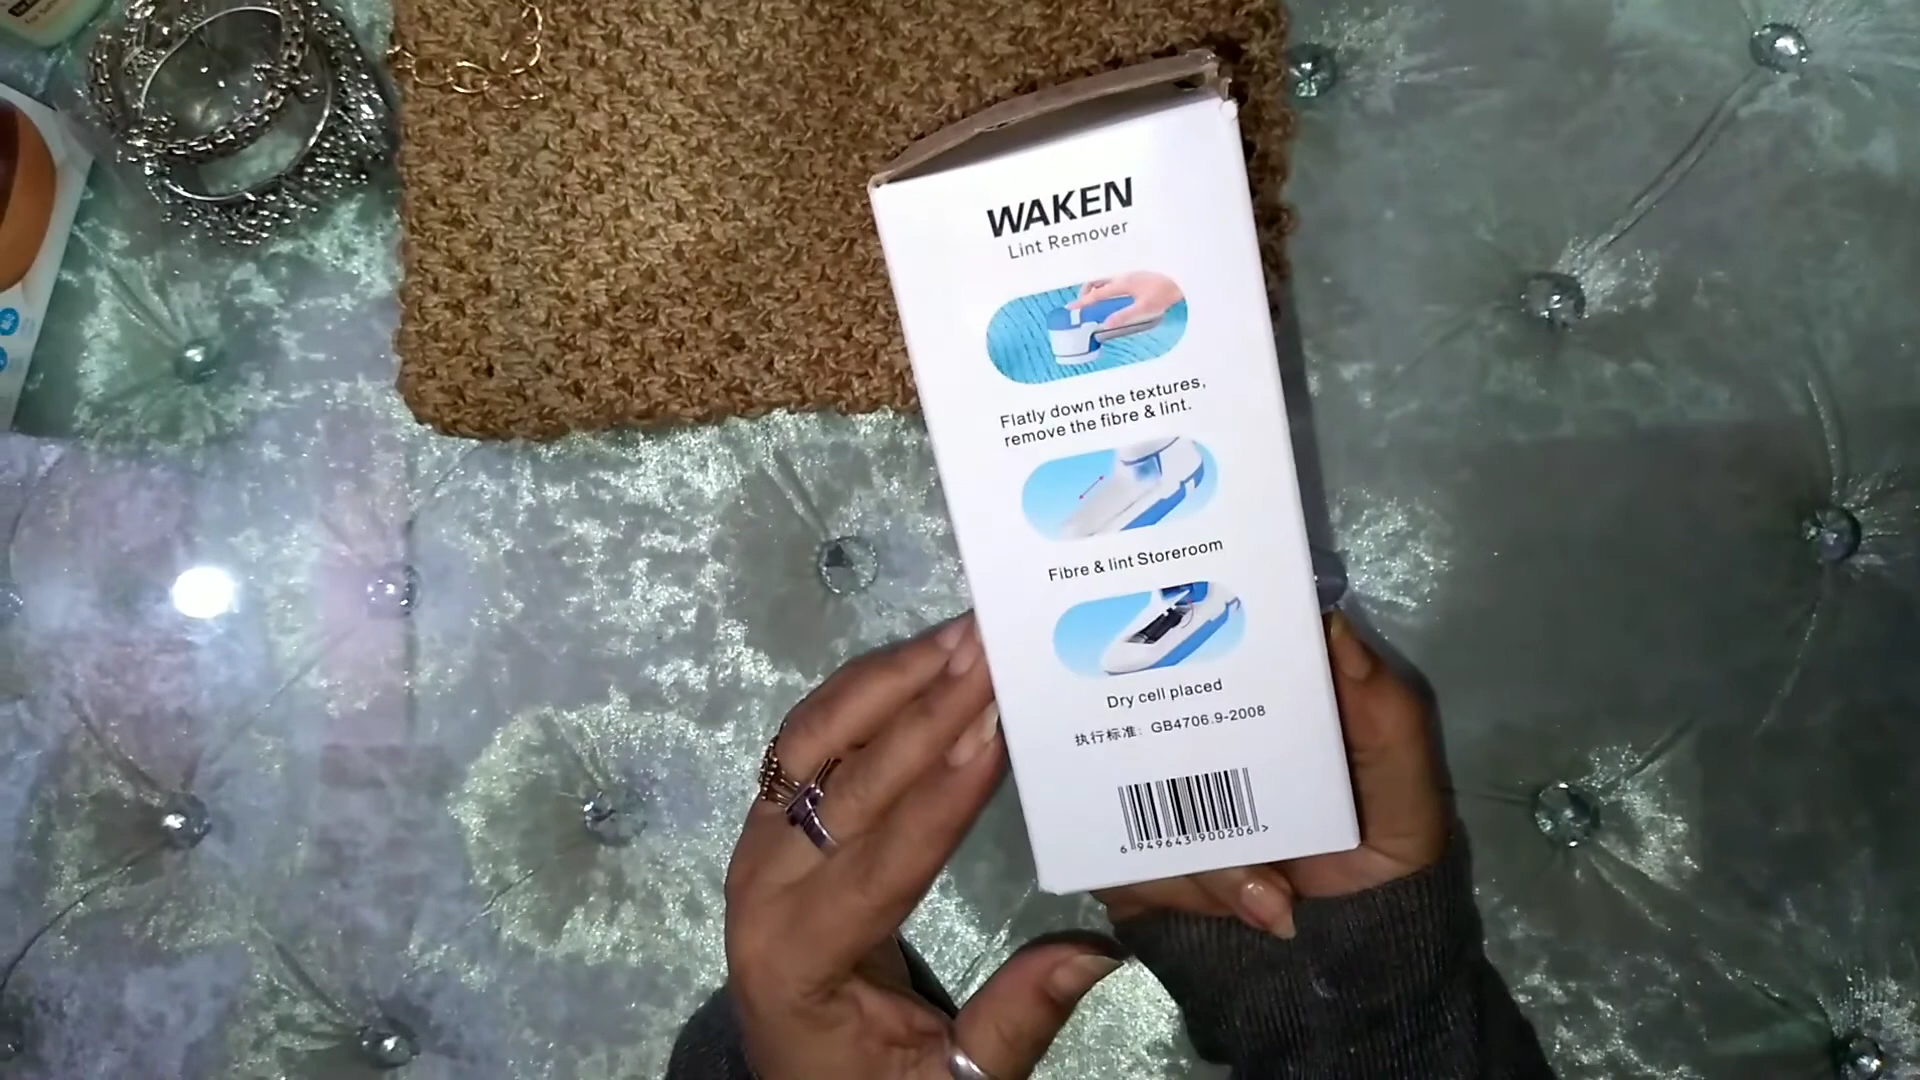 WAKEN
Lint Remover
Flatly down the textures,
remove the fibre & lint.
Fibre & lint Storeroom
Dry cell placed
执行标准: GB4706.9-2008
6 949643 900206 >